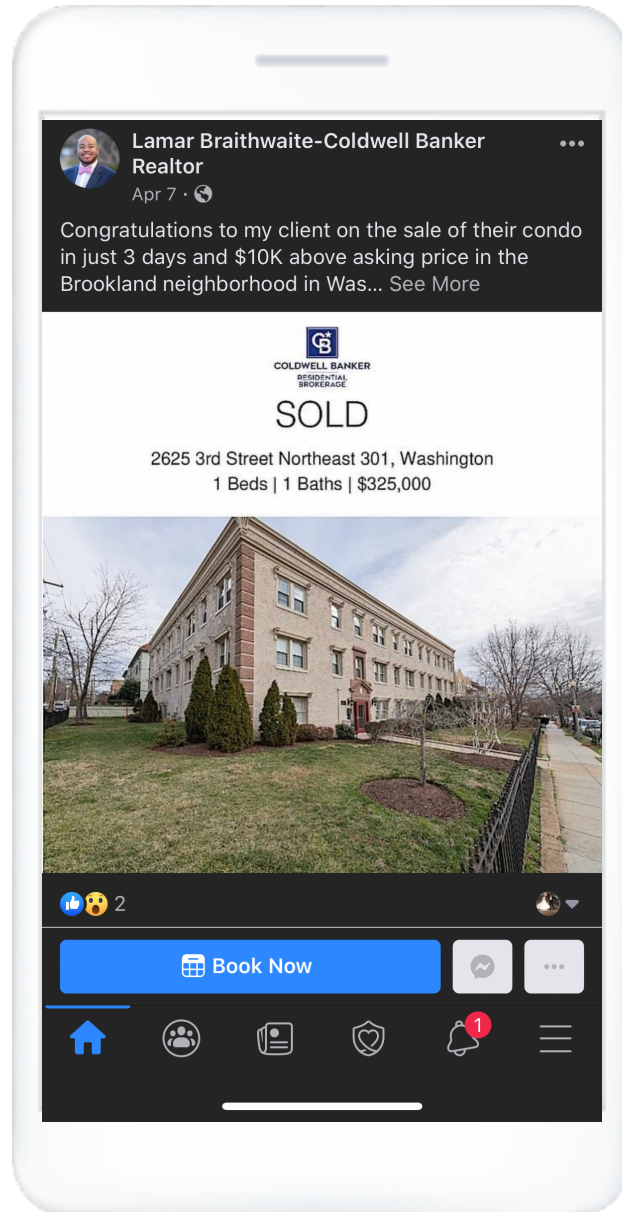 Lamar Braithwaite-Coldwell Banker
Realtor
Apr 7 ·
Congratulations to my client on the sale of their condo
in just 3 days and $10K above asking price in the
Brookland neighborhood in Was... See More
CB
COLDWELL BANKER
RESIDENTIAL
BROKERAGE
SOLD
2625 3rd Street Northeast 301, Washington
1 Beds | 1 Baths | $325,000
2
Book Now
1